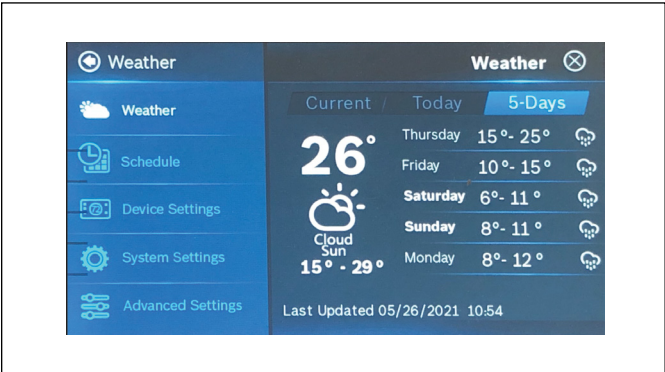 Weather
Weather
Weather
Schedule
72
Device Settings
System Settings
Advanced Settings
Current / Today 5-Days
26°
Cloud
Sun
15° - 29°
Thursday 15°- 25°
Friday 10°- 15°
Saturday 6°- 11°
Sunday 8°- 11°
Monday 8°- 12°
Last Updated 05/26/2021 10:54